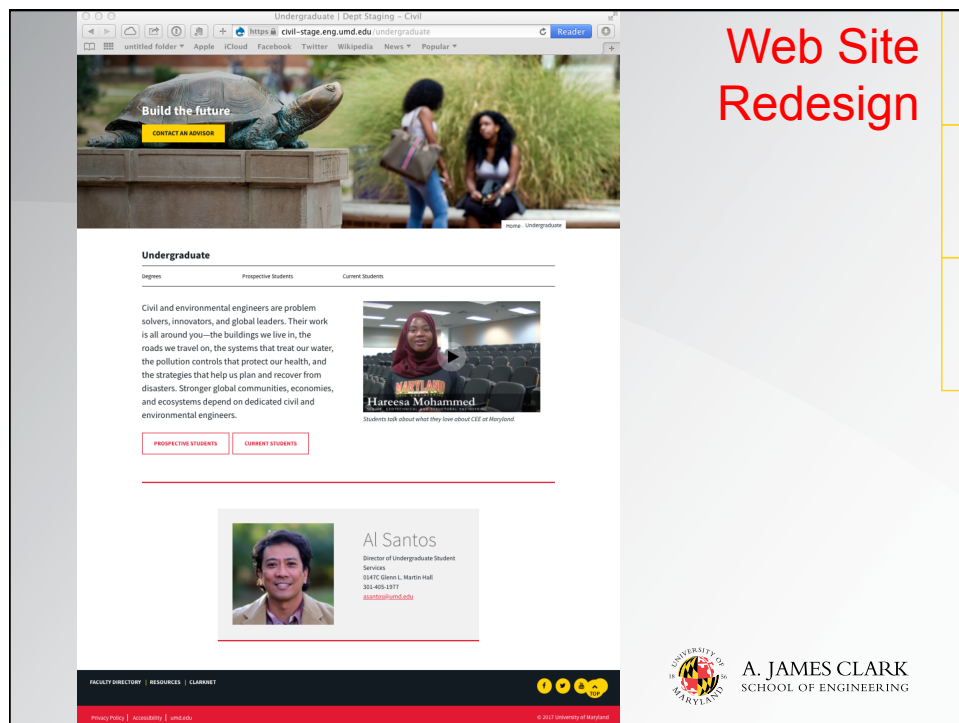 Undergraduate | Dept Staging – Civil
https civil-stage.eng.umd.edu/undergraduate
Reader
untitled folder Apple iCloud Facebook Twitter Wikipedia News Popular
Web Site
Redesign
Build the future
CONTACT AN ADVISOR
Home Undergraduate
Undergraduate
Degrees Prospective Students Current Students
Civil and environmental engineers are problem
solvers, innovators, and global leaders. Their work
is all around you—the buildings we live in, the
roads we travel on, the systems that treat our water,
the pollution controls that protect our health, and
the strategies that help us plan and recover from
disasters. Stronger global communities, economies,
and ecosystems depend on dedicated civil and
environmental engineers.
MARYLAND
Hareesa Mohammed
Students talk about what they love about CEE at Maryland.
PROSPECTIVE STUDENTS CURRENT STUDENTS
Al Santos
Director of Undergraduate Student
Services
0147C Glenn L. Martin Hall
301-405-1977
asantos@umd.edu
FACULTY DIRECTORY | RESOURCES | CLARKNET
TOP
Privacy Policy | Accessibility | umd.edu
© 2017 University of Maryland
UNIVERSITY OF
18 56
MARYLAND
A. JAMES CLARK
SCHOOL OF ENGINEERING